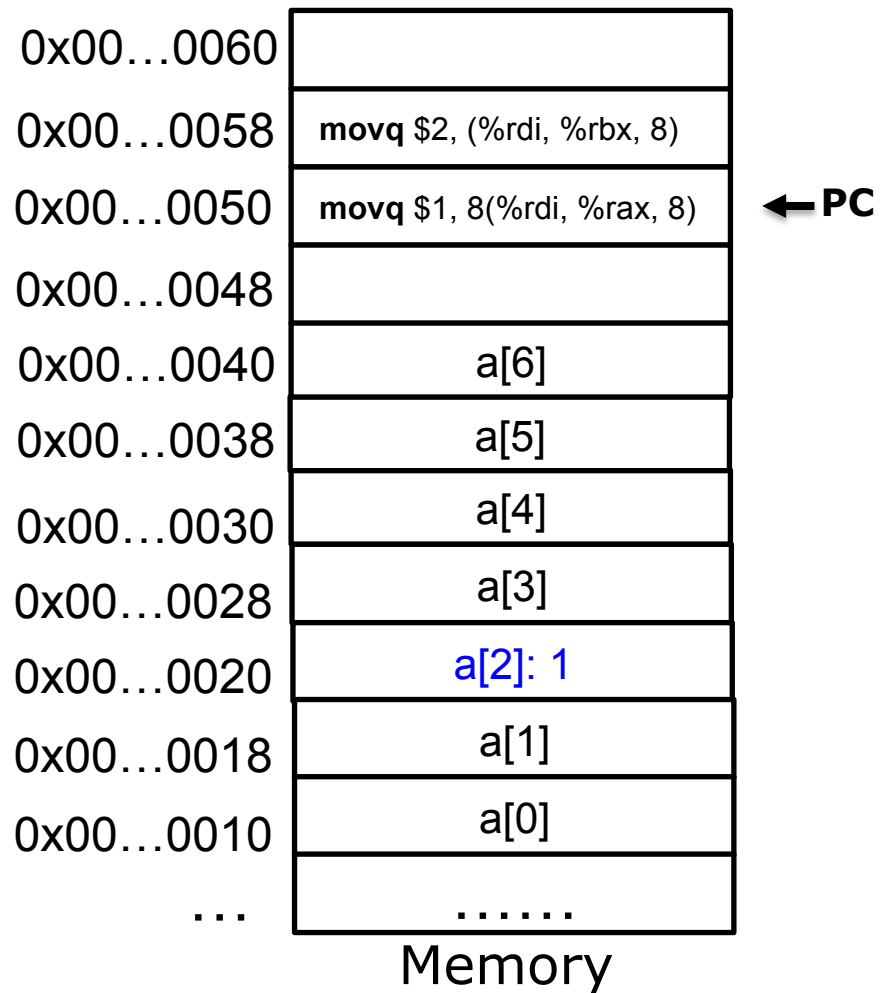 0x00…0060
0x00…0058 movq $2, (%rdi, %rbx, 8)
0x00…0050 movq $1, 8(%rdi, %rax, 8) PC
0x00…0048
0x00…0040 a[6]
0x00…0038 a[5]
0x00…0030 a[4]
0x00…0028 a[3]
0x00…0020 a[2]: 1
0x00…0018 a[1]
0x00…0010 a[0]
… ……
Memory